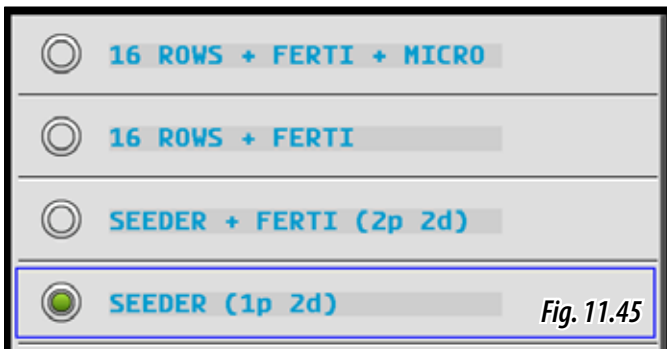 16 ROWS + FERTI + MICRO
16 ROWS + FERTI
SEEDER + FERTI (2p 2d)
SEEDER (1p 2d)
Fig. 11.45